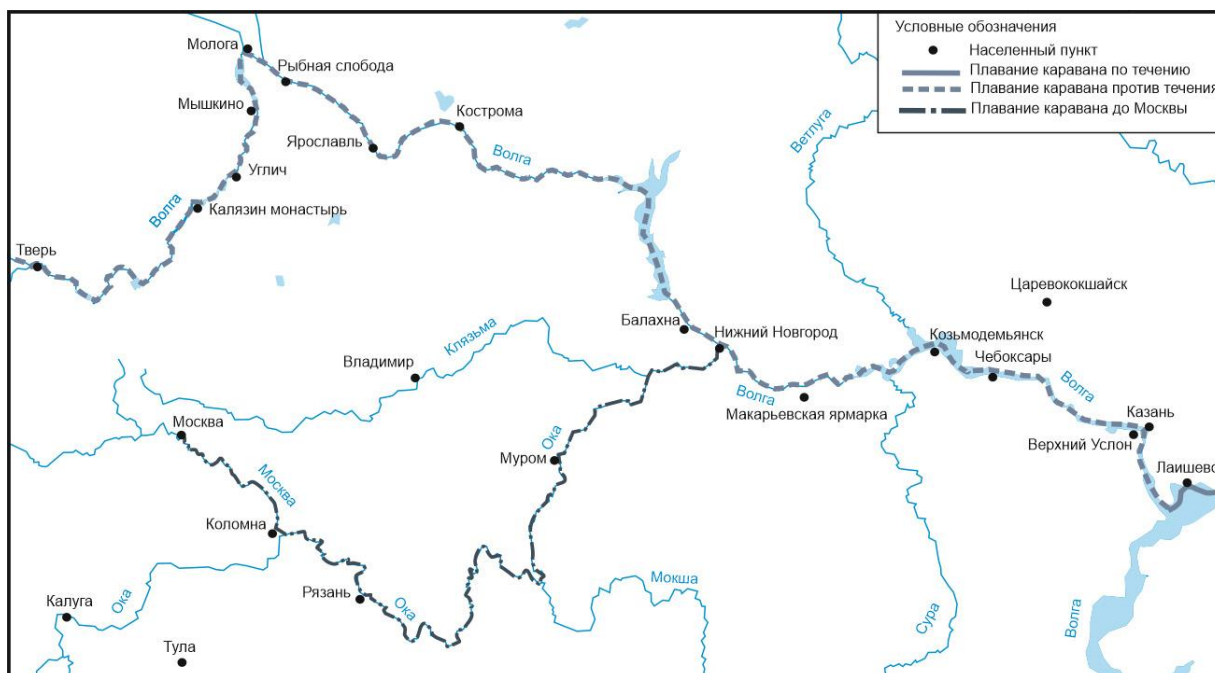 Условные обозначения
Населенный пункт
Плавание каравана по течению
Плавание каравана против течения
Плавание каравана до Москвы
Молога
Рыбная слобода
Мышкино
Кострома
Ярославль
Волга
Ветлуга
Углич
Волга
Калязин монастырь
Тверь
Царевококшайск
Балахна
Нижний Новгород
Козьмодемьянск
Клязьма
Владимир
Чебоксары
Волга
Волга
Макарьевская ярмарка
Казань
Москва
Верхний Услон
Ока
Муром
Лаишево
Москва
Коломна
Мокша
Рязань
Ока
Калуга
Ока
Сура
Волга
Тула